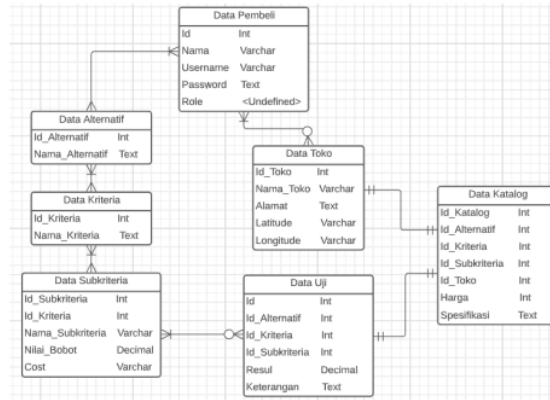 Data Pembeli
Id Int
Nama Varchar
Username Varchar
Password Text
Role <Undefined>
Data Alternatif
Id_Alternatif Int
Nama_Alternatif Text
Data Kriteria
Id_Kriteria Int
Nama_Kriteria Text
Data Subkriteria
Id_Subkriteria Int
Id_Kriteria Int
Nama_Subkriteria Varchar
Nilai_Bobot Decimal
Cost Varchar
Data Toko
Id_Toko Int
Nama_Toko Varchar
Alamat Text
Latitude Varchar
Longitude Varchar
Data Uji
Id Int
Id_Alternatif Int
Id_Kriteria Int
Id_Subkriteria Int
Resul Decimal
Keterangan Text
Data Katalog
Id_Katalog Int
Id_Alternatif Int
Id_Kriteria Int
Id_Subkriteria Int
Id_Toko Int
Harga Int
Spesifikasi Text